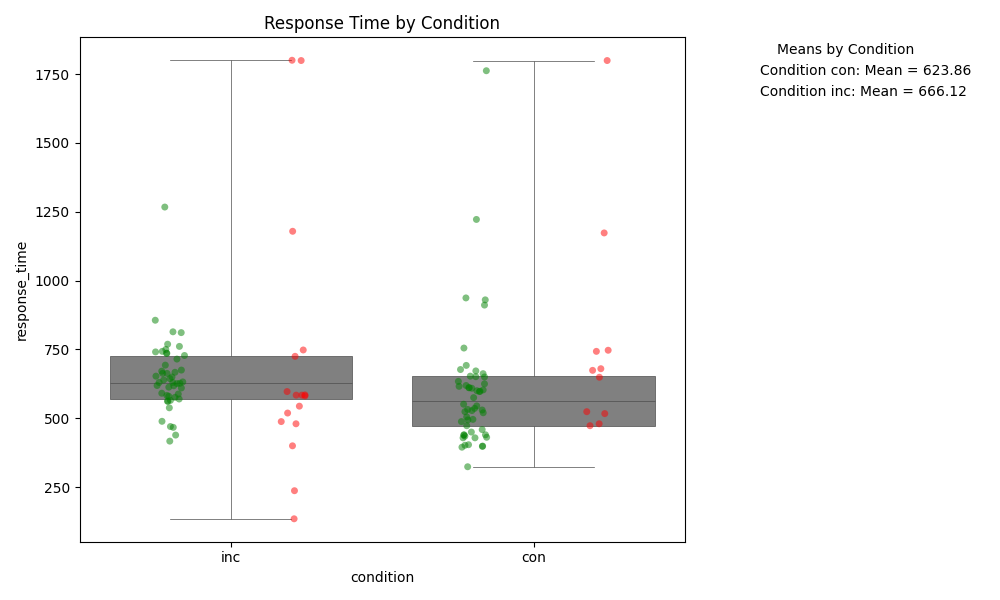 Response Time by Condition
Means by Condition
Condition con: Mean = 623.86
Condition inc: Mean = 666.12
1750
1500
1250
1000
750
500
250
response_time
inc
con
condition